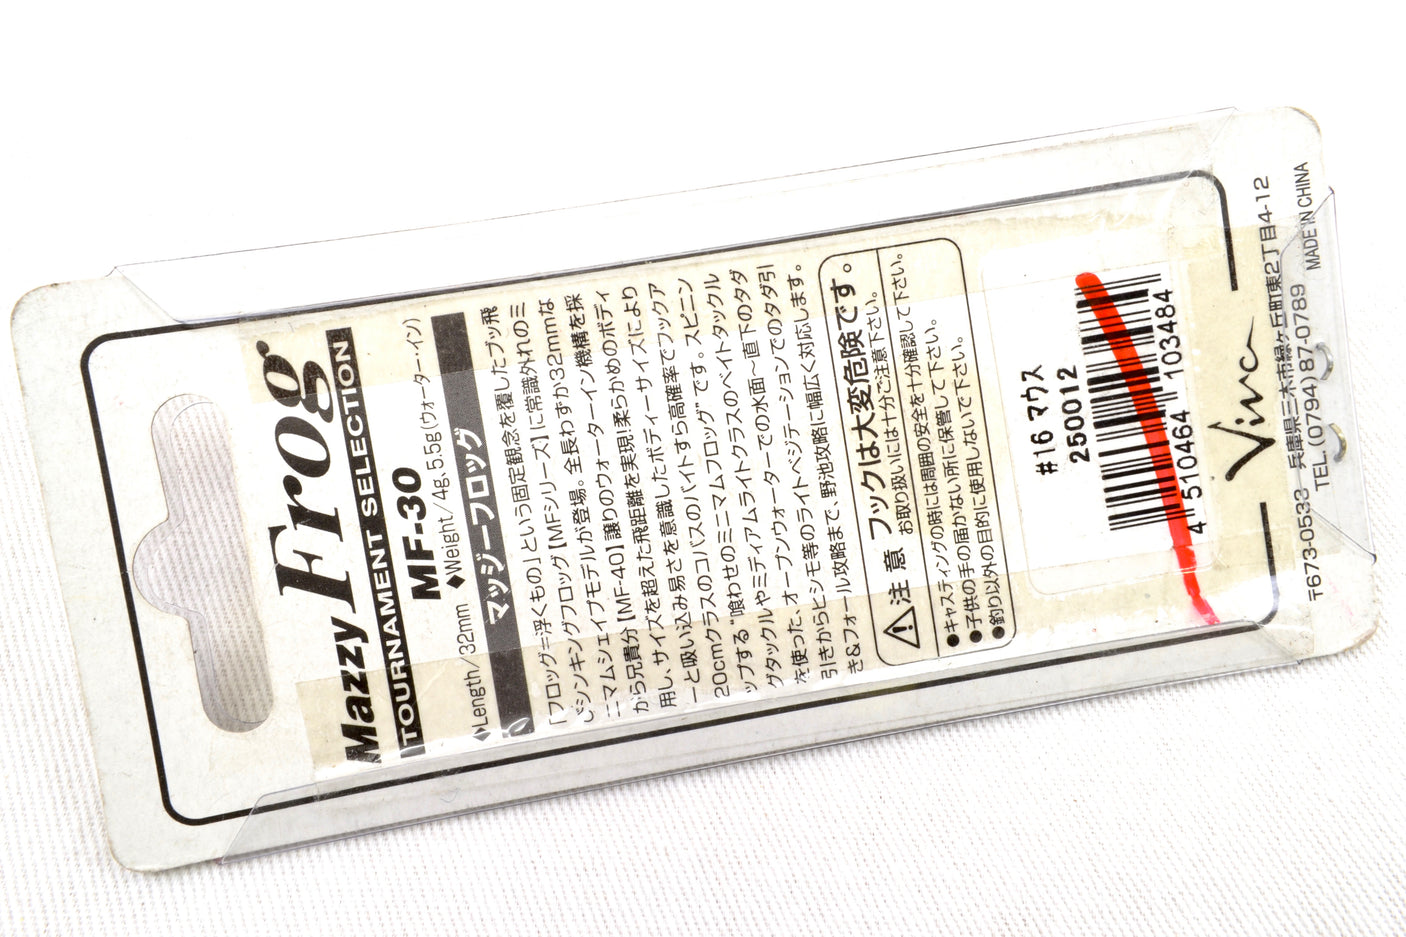 Mazzy Frog
TOURNAMENT SELECTION
MF-30
◆Length/32mm ◆Weight/4g,5.5g(ウォーター・イン)
マッジーフロッグ
「フロッグ=浮くもの」という固定観念を覆したブッ飛
びシンキングフロッグ【MFシリーズ】に常識外れのミ
ニマムシェイプモデルが登場。全長わずか32mmな
がら兄貴分【MF-40】譲りのウォーターイン機構を採
用し、サイズを超えた飛距離を実現!柔らかめのボディ
ーと吸い込み易さを意識したボディーサイズにより
20cmクラスのコバスのバイトすら高確率でフックア
ップする“喰わせのミニマムフロッグ”です。スピニン
グタックルやミディアムライトクラスのベイトタックル
を使った、オープンウォーターでの水面～直下のタダ
引きからヒシモ等のライトベジテーションでのタダ引
き&フォール攻略まで、野池攻略に幅広く対応します。
⚠注 意 フックは大変危険です。
お取り扱いには十分ご注意下さい。
●キャスティングの時には周囲の安全を十分確認して下さい。
●子供の手の届かない所に保管して下さい。
●釣り以外の目的に使用しないで下さい。
#16 マウス
250012
4 510464 103484
Viva
〒673-0533 兵庫県三木市緑ヶ丘町東2丁目4-12
TEL.(0794)87-0789 MADE IN CHINA